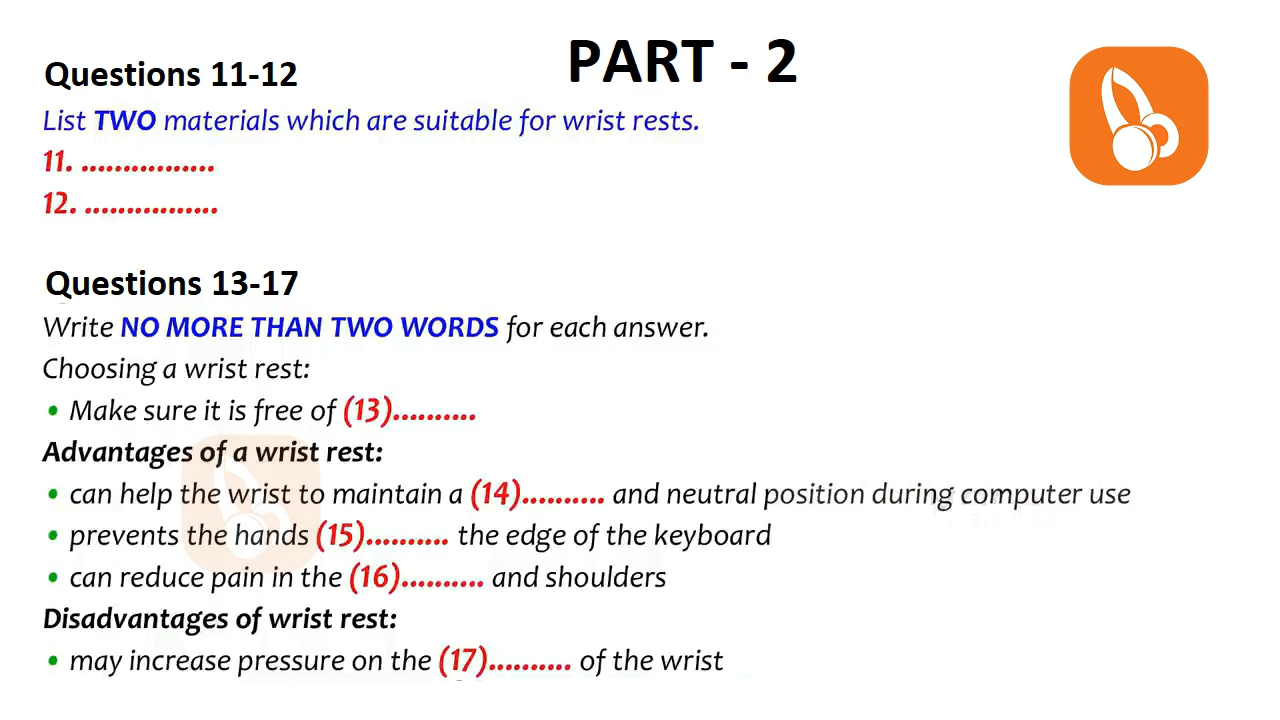 PART - 2
Questions 11-12
List TWO materials which are suitable for wrist rests.
11. ................
12. ................
Questions 13-17
Write NO MORE THAN TWO WORDS for each answer.
Choosing a wrist rest:
• Make sure it is free of (13)..........
Advantages of a wrist rest:
• can help the wrist to maintain a (14).......... and neutral position during computer use
• prevents the hands (15).......... the edge of the keyboard
• can reduce pain in the (16).......... and shoulders
Disadvantages of wrist rest:
• may increase pressure on the (17).......... of the wrist